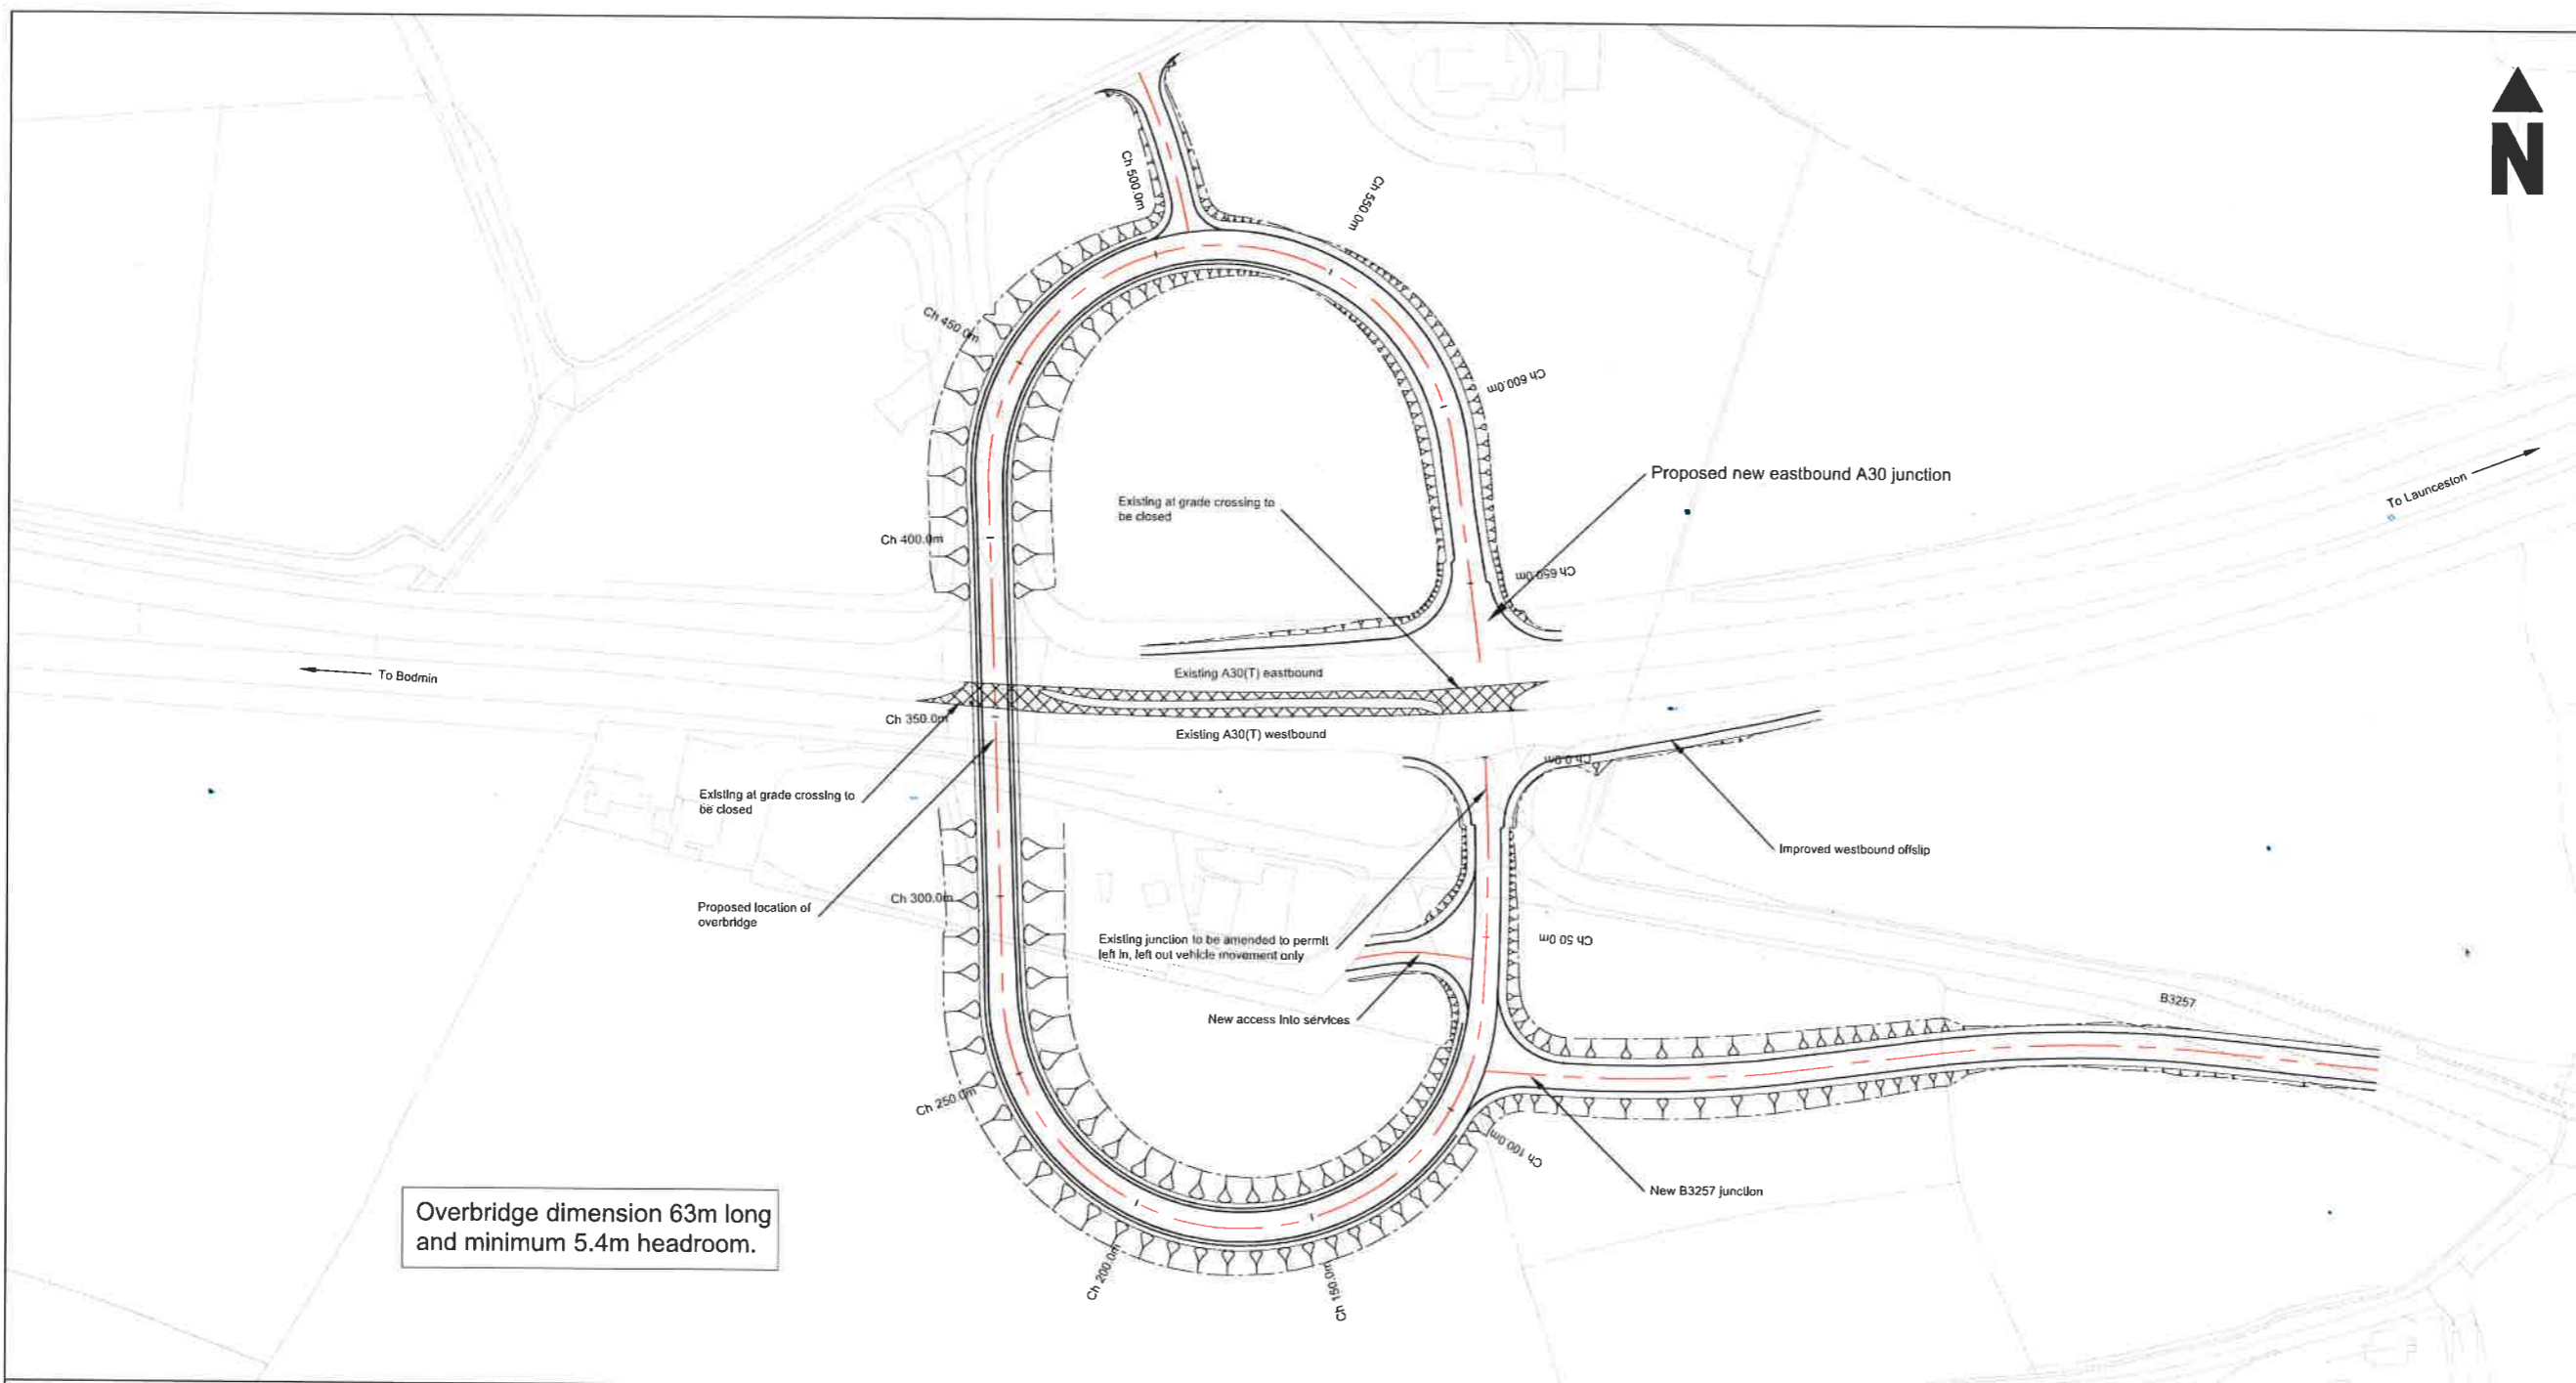 N
Ch 500.0m
Ch 550.0m
Ch 450.0m
Ch 600.0m
Proposed new eastbound A30 junction
To Launceston
Existing at grade crossing to
be closed
Ch 400.0m
Ch 650.0m
Existing A30(T) eastbound
To Bodmin
Ch 350.0m
Existing A30(T) westbound
Ch 0.0m
Existing at grade crossing to
be closed
Improved westbound offslip
Ch 300.0m
Proposed location of
overbridge
Existing junction to be amended to permit
left in, left out vehicle movement only
Ch 50.0m
B3257
New access into services
Ch 250.0m
Ch 100.0m
New B3257 junction
Overbridge dimension 63m long
and minimum 5.4m headroom.
Ch 200.0m
Ch 150.0m